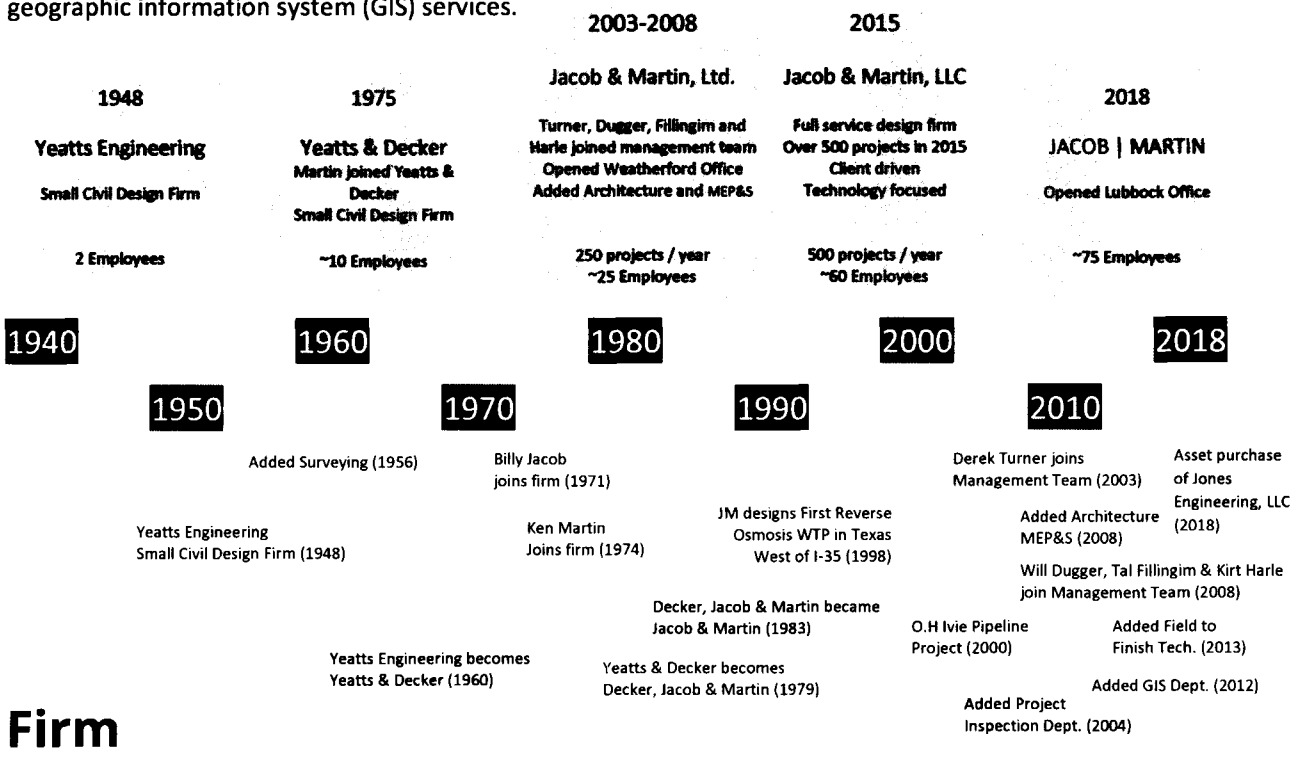 geographic information system (GIS) services.
1948
Yeatts Engineering
Small Civil Design Firm
2 Employees
1975
Yeatts & Decker
Martin joined Yeatts &
Decker
Small Civil Design Firm
~10 Employees
2003-2008
Jacob & Martin, Ltd.
Turner, Dugger, Fillingim and
Harle joined management team
Opened Weatherford Office
Added Architecture and MEP&S
250 projects / year
~25 Employees
2015
Jacob & Martin, LLC
Full service design firm
Over 500 projects in 2015
Client driven
Technology focused
500 projects / year
~60 Employees
2018
JACOB | MARTIN
Opened Lubbock Office
~75 Employees
1940
1960
1980
2000
2018
1950
1970
1990
2010
Added Surveying (1956)
Yeatts Engineering
Small Civil Design Firm (1948)
Yeatts Engineering becomes
Yeatts & Decker (1960)
Billy Jacob
joins firm (1971)
Ken Martin
Joins firm (1974)
JM designs First Reverse
Osmosis WTP in Texas
West of I-35 (1998)
Decker, Jacob & Martin became
Jacob & Martin (1983)
Yeatts & Decker becomes
Decker, Jacob & Martin (1979)
Derek Turner joins
Management Team (2003)
Asset purchase
of Jones
Engineering, LLC
(2018)
Added Architecture
MEP&S (2008)
Will Dugger, Tal Fillingim & Kirt Harle
join Management Team (2008)
O.H Ivie Pipeline
Project (2000)
Added Field to
Finish Tech. (2013)
Added GIS Dept. (2012)
Added Project
Inspection Dept. (2004)
Firm